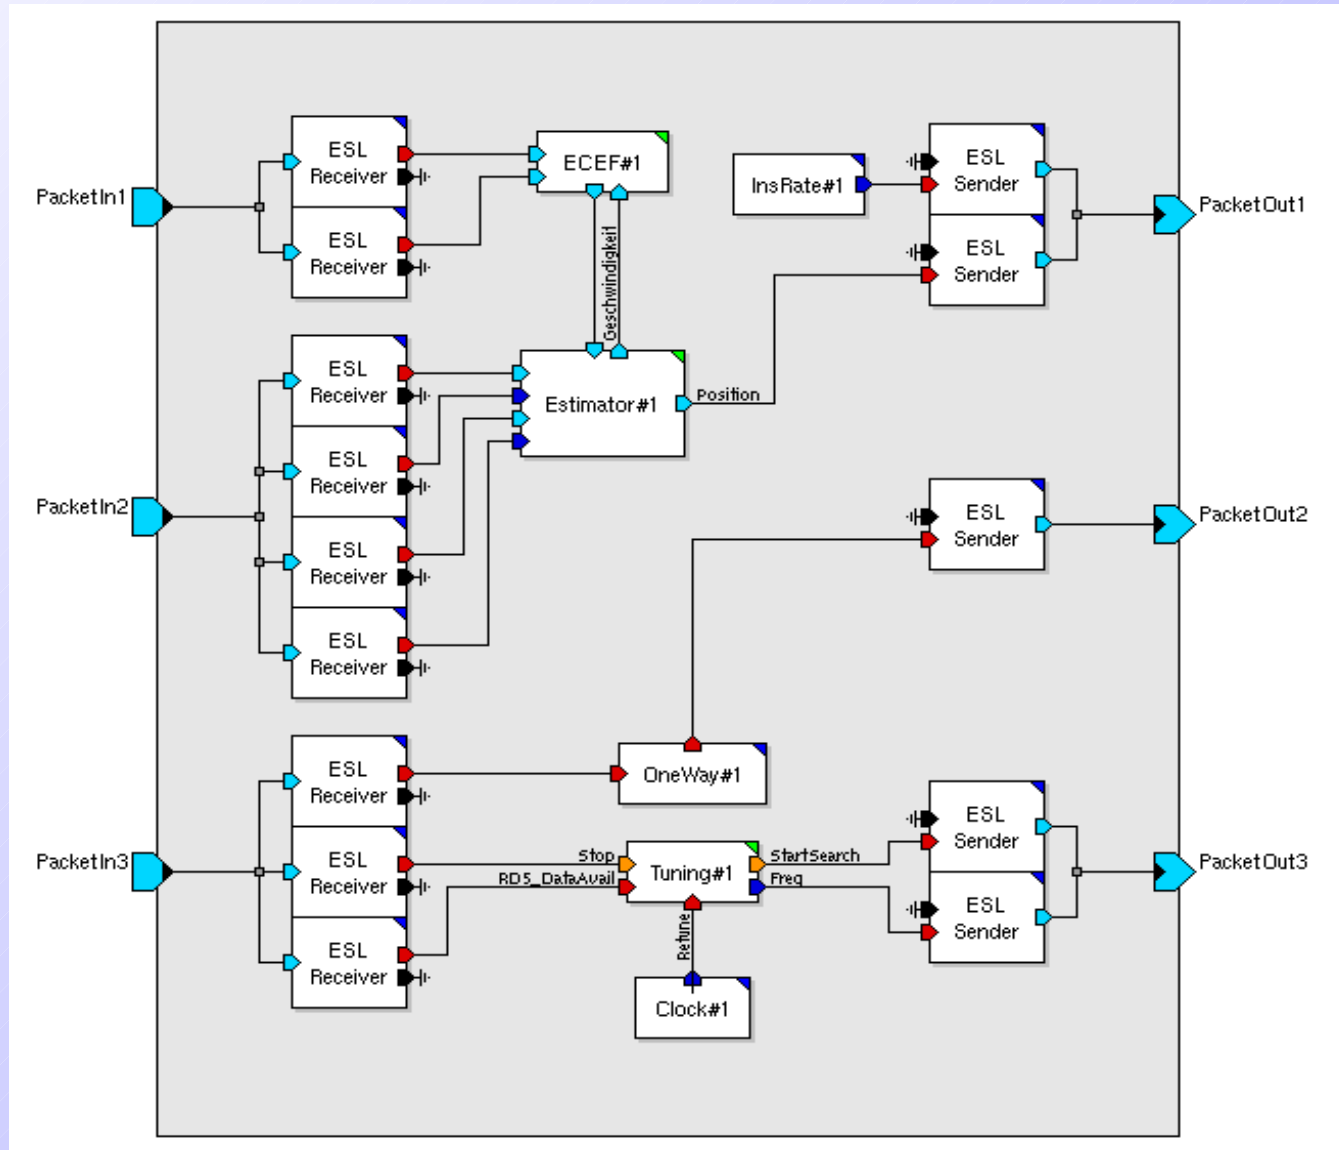 ESL
Receiver
ESL
Receiver
ECEF#1
InsRate#1
ESL
Sender
ESL
Sender
PacketIn1
PacketOut1
Geschwindigkeit
ESL
Receiver
ESL
Receiver
ESL
Receiver
ESL
Receiver
Estimator#1
Position
PacketIn2
ESL
Sender
PacketOut2
ESL
Receiver
ESL
Receiver
ESL
Receiver
OneWay#1
PacketIn3
Stop
RDS_DataAvail
Tuning#1
StartSearch
Freq
Retune
Clock#1
ESL
Sender
ESL
Sender
PacketOut3